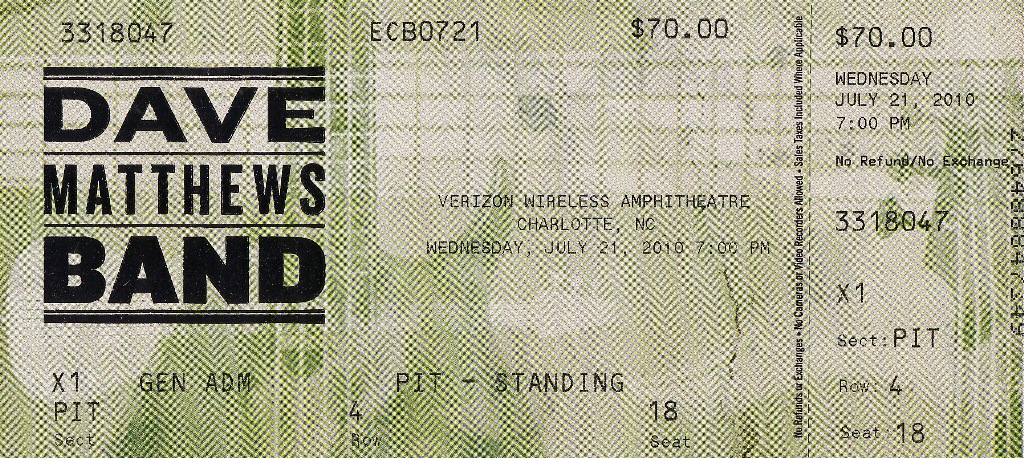 3318047 ECB0721 $70.00
DAVE
MATTHEWS
BAND
VERIZON WIRELESS AMPHITHEATRE
CHARLOTTE, NC
WEDNESDAY, JULY 21, 2010 7:00 PM
X1 GEN ADM PIT - STANDING
PIT 4 18
Sect Row Seat
No Refunds or Exchanges • No Cameras or Video Recorders Allowed • Sales Taxes Included Where Applicable
$70.00
WEDNESDAY
JULY 21, 2010
7:00 PM
No Refund/No Exchange
3318047
X1
Sect: PIT
Row: 4
Seat: 18